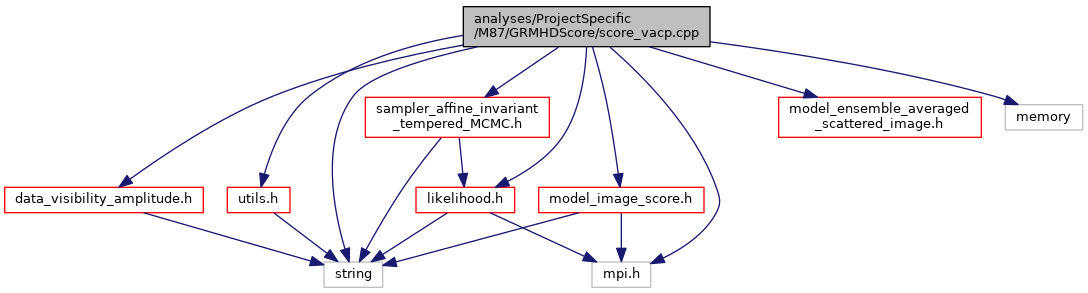 analyses/ProjectSpecific
/M87/GRMHDScore/score_vacp.cpp
sampler_affine_invariant
_tempered_MCMC.h
model_ensemble_averaged
_scattered_image.h
memory
data_visibility_amplitude.h
utils.h
likelihood.h
model_image_score.h
string
mpi.h